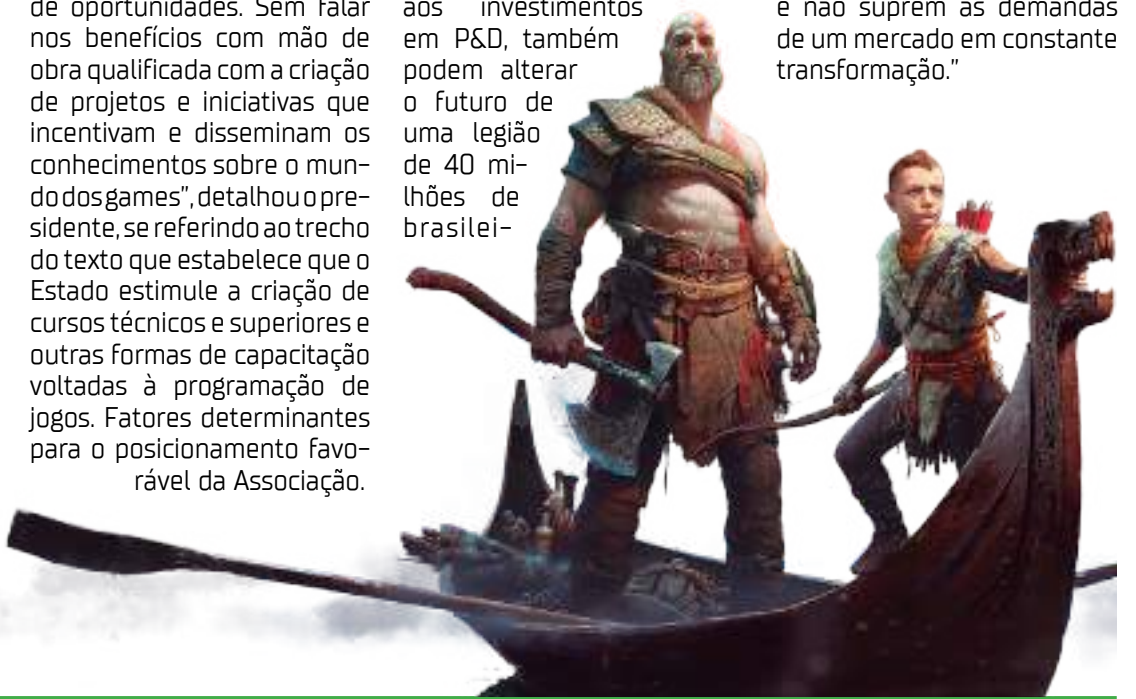 de oportunidades. Sem falar
nos benefícios com mão de
obra qualificada com a criação
de projetos e iniciativas que
incentivam e disseminam os
conhecimentos sobre o mun-
do dos games", detalhou o pre-
sidente, se referindo ao trecho
do texto que estabelece que o
Estado estimule a criação de
cursos técnicos e superiores e
outras formas de capacitação
voltadas à programação de
jogos. Fatores determinantes
para o posicionamento favo-
rável da Associação.
aos investimentos
em P&D, também
podem alterar
o futuro de
uma legião
de 40 mi-
lhões de
brasilei-
e não suprem as demandas
de um mercado em constante
transformação."